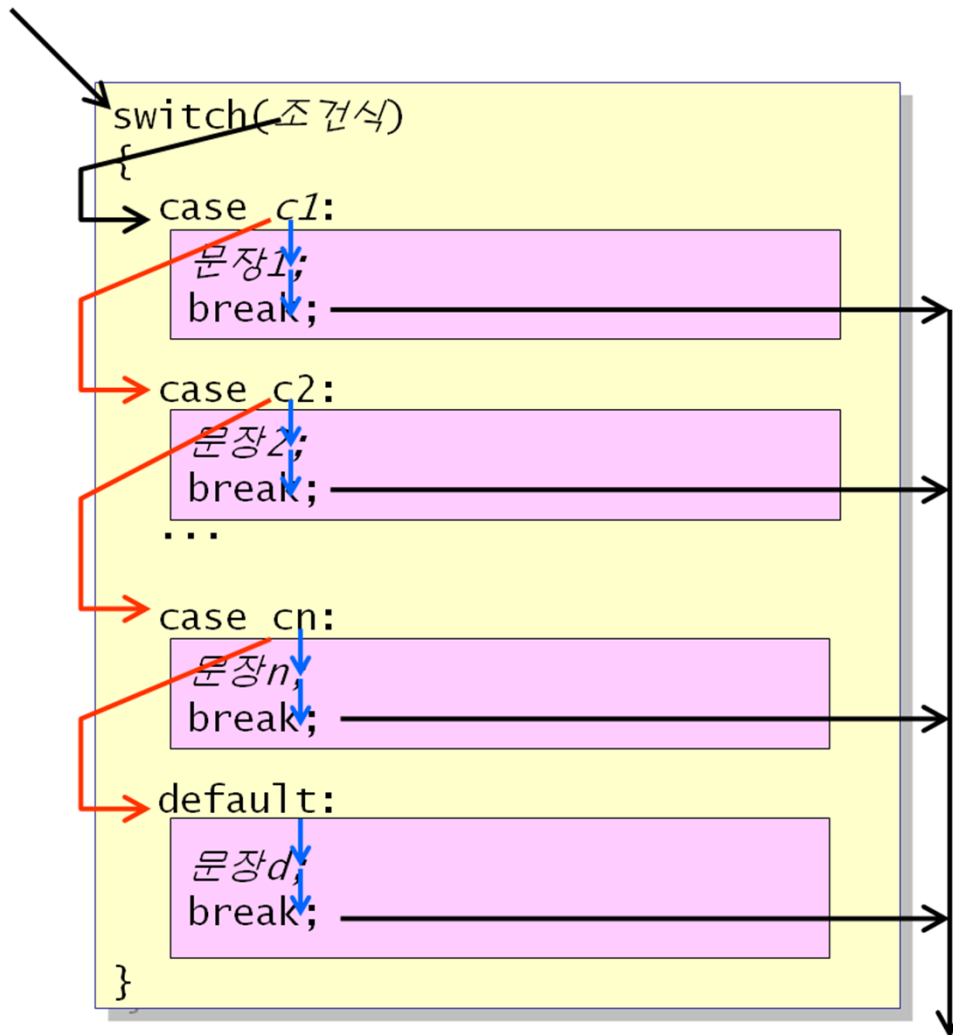 switch(조건식)
{
case c1:
문장1;
break;
case c2:
문장2;
break;
...
case cn:
문장n;
break;
default:
문장d;
break;
}